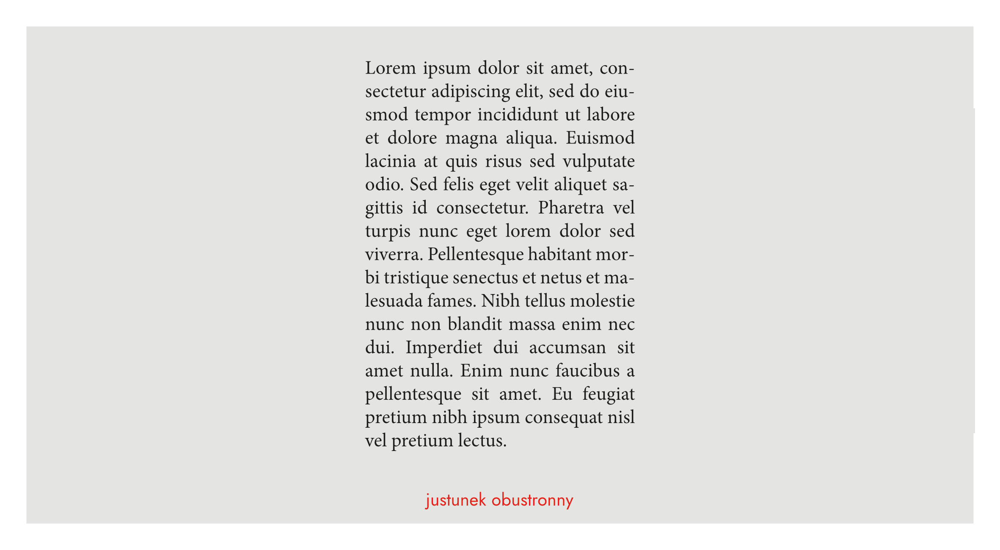 Lorem ipsum dolor sit amet, con-
sectetur adipiscing elit, sed do eiu-
smod tempor incididunt ut labore
et dolore magna aliqua. Euismod
lacinia at quis risus sed vulputate
odio. Sed felis eget velit aliquet sa-
gittis id consectetur. Pharetra vel
turpis nunc eget lorem dolor sed
viverra. Pellentesque habitant mor-
bi tristique senectus et netus et ma-
lesuada fames. Nibh tellus molestie
nunc non blandit massa enim nec
dui. Imperdiet dui accumsan sit
amet nulla. Enim nunc faucibus a
pellentesque sit amet. Eu feugiat
pretium nibh ipsum consequat nisl
vel pretium lectus.
justunek obustronny